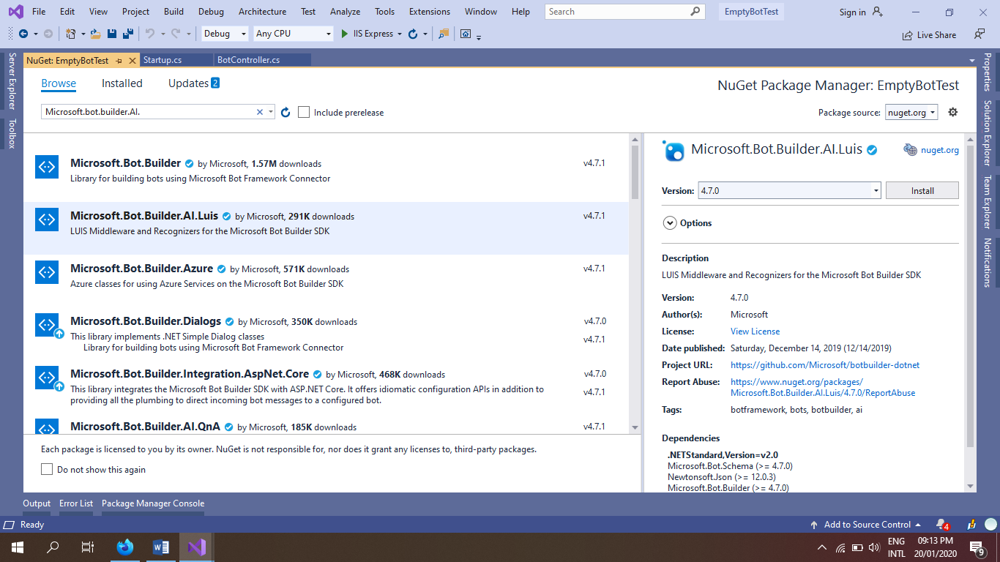 File Edit View Project Build Debug Architecture Test Analyze Tools Extensions Window Help Search EmptyBotTest Sign in
Debug Any CPU IIS Express Live Share
NuGet: EmptyBotTest Startup.cs BotController.cs
Server Explorer
Toolbox
Browse Installed Updates 2 NuGet Package Manager: EmptyBotTest
Microsoft.bot.builder.AI. Include prerelease Package source: nuget.org
Microsoft.Bot.Builder by Microsoft, 1.57M downloads v4.7.1
Library for building bots using Microsoft Bot Framework Connector
Microsoft.Bot.Builder.AI.Luis by Microsoft, 291K downloads v4.7.1
LUIS Middleware and Recognizers for the Microsoft Bot Builder SDK
Microsoft.Bot.Builder.Azure by Microsoft, 571K downloads v4.7.1
Azure classes for using Azure Services on the Microsoft Bot Builder SDK
Microsoft.Bot.Builder.Dialogs by Microsoft, 350K downloads v4.7.0
This library implements .NET Simple Dialog classes v4.7.1
Library for building bots using Microsoft Bot Framework Connector
Microsoft.Bot.Builder.Integration.AspNet.Core by Microsoft, 468K downloads v4.7.0
This library integrates the Microsoft Bot Builder SDK with ASP.NET Core. It offers idiomatic configuration APIs in addition to v4.7.1
providing all the plumbing to direct incoming bot messages to a configured bot.
Microsoft.Bot.Builder.AI.QnA by Microsoft, 185K downloads v4.7.1
Each package is licensed to you by its owner. NuGet is not responsible for, nor does it grant any licenses to, third-party packages.
Do not show this again
Microsoft.Bot.Builder.AI.Luis nuget.org
Version: 4.7.0 Install
Options
Description
LUIS Middleware and Recognizers for the Microsoft Bot Builder SDK
Version: 4.7.0
Author(s): Microsoft
License: View License
Date published: Saturday, December 14, 2019 (12/14/2019)
Project URL: https://github.com/Microsoft/botbuilder-dotnet
Report Abuse: https://www.nuget.org/packages/
Microsoft.Bot.Builder.AI.Luis/4.7.0/ReportAbuse
Tags: botframework, bots, botbuilder, ai
Dependencies
.NETStandard,Version=v2.0
Microsoft.Bot.Schema (>= 4.7.0)
Newtonsoft.Json (>= 12.0.3)
Microsoft.Bot.Builder (>= 4.7.0)
Properties
Solution Explorer
Team Explorer
Notifications
Output Error List Package Manager Console
Ready Add to Source Control 4
ENG 09:13 PM
INTL 20/01/2020 9